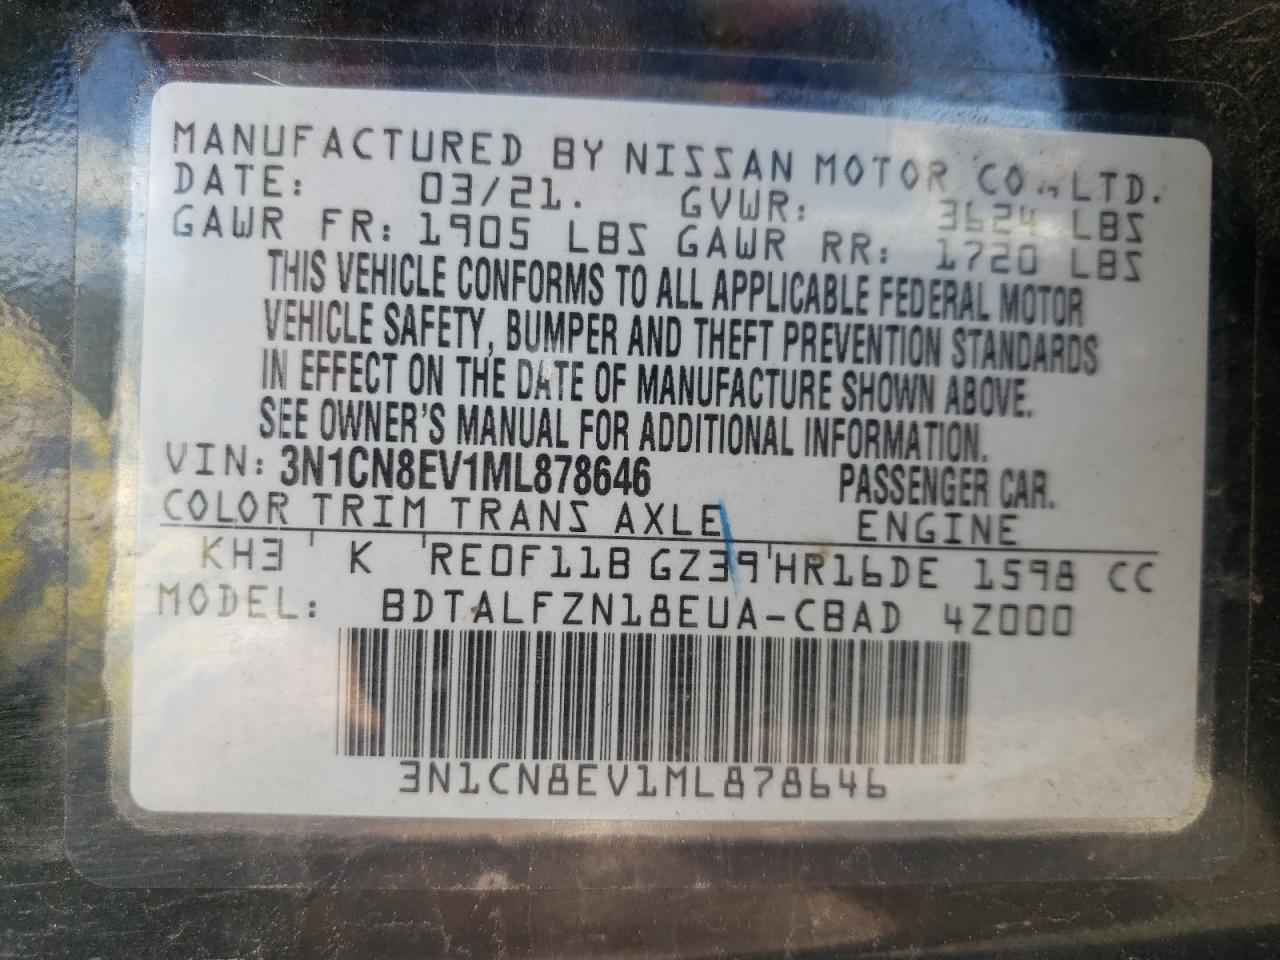 MANUFACTURED BY NISSAN MOTOR CO.,LTD.
DATE: 03/21. GVWR: 3624 LBS
GAWR FR: 1905 LBS GAWR RR: 1720 LBS
THIS VEHICLE CONFORMS TO ALL APPLICABLE FEDERAL MOTOR
VEHICLE SAFETY, BUMPER AND THEFT PREVENTION STANDARDS
IN EFFECT ON THE DATE OF MANUFACTURE SHOWN ABOVE.
SEE OWNER'S MANUAL FOR ADDITIONAL INFORMATION.
VIN: 3N1CN8EV1ML878646 PASSENGER CAR.
COLOR TRIM TRANS AXLE ENGINE
KH3 ' K ' RE0F11B GZ39 ' HR16DE 1598 CC
MODEL: BDTALFZN18EUA-CBAD 4Z000
3N1CN8EV1ML878646